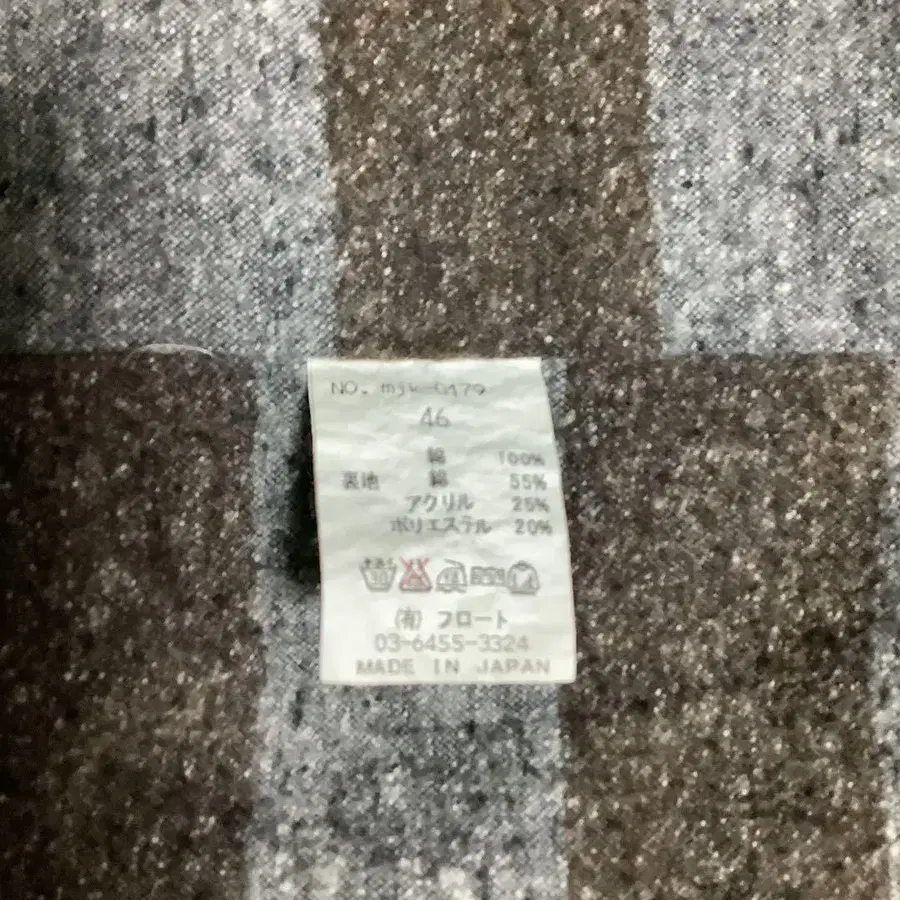 NO. mjk-0479
46
綿 100%
裏地 綿 55%
アクリル 25%
ポリエステル 20%
(有) フロート
03-6455-3324
MADE IN JAPAN